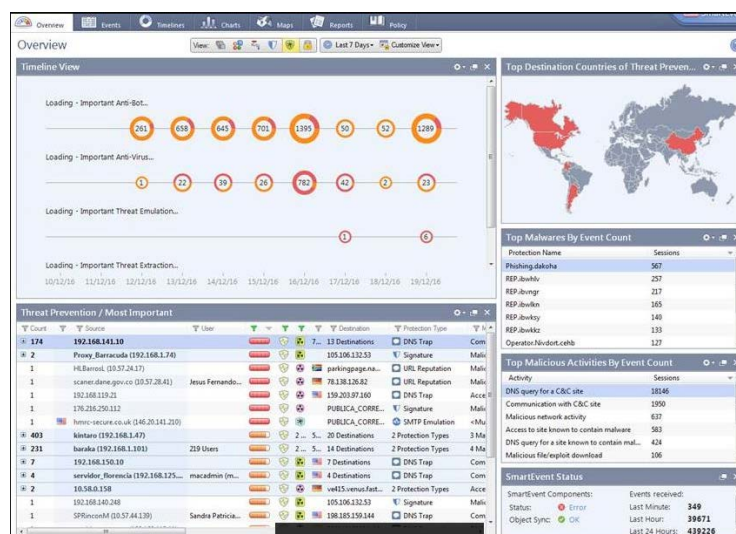 Overview Events Timelines Charts Maps Reports Policy
Overview View: Last 7 Days Customize View
Timeline View
Loading - Important Anti-Bot...
261 658 645 701 1395 50 52 1289
Loading - Important Anti-Virus...
1 22 39 26 782 42 2 23
Loading - Important Threat Emulation...
1 6
Loading - Important Threat Extraction...
10/12/16 11/12/16 12/12/16 13/12/16 14/12/16 15/12/16 16/12/16 17/12/16 18/12/16 19/12/16
Threat Prevention / Most Important
Count Source User Destination Protection Type
174 192.168.141.10 7... 13 Destinations DNS Trap Com
2 Proxy_Barracuda (192.168.1.74) 105.106.132.53 Signature Malic
1 HLBarrosL (10.57.24.17) parkingpage.na... URL Reputation Malic
1 scaner.dane.gov.co (10.57.28.41) Jesus Fernando... 78.138.126.82 URL Reputation Malic
1 192.168.119.21 159.203.97.160 DNS Trap Acce
1 176.216.250.112 PUBLICA_CORRE... Signature Malic
1 hmrc-secure.co.uk (146.20.141.210) PUBLICA_CORRE... SMTP Emulation <Mu
403 kintaro (192.168.1.47) 2... 5... 20 Destinations 2 Protection Types 3 Ma
231 baraka (192.168.1.101) 219 Users 2... 5... 14 Destinations 2 Protection Types 4 Ma
7 192.168.150.10 7 Destinations DNS Trap Com
4 servidor_florencia (192.168.125.... macadmin (m... 4 Destinations DNS Trap Com
2 10.58.0.158 ve415.venus.fast... 2 Protection Types Acce
1 192.168.140.248 105.106.132.53 Signature Malic
1 SPRinconM (10.57.44.139) Sandra Patricia... 198.185.159.144 DNS Trap Com
Top Destination Countries of Threat Preven...
Top Malwares By Event Count
Protection Name Sessions
Phishing.dakoha 567
REP.ibwhlv 257
REP.ibvngr 217
REP.ibwlkn 165
REP.ibwksy 140
REP.ibwkkz 133
Operator.Nivdort.cehb 127
Top Malicious Activities By Event Count
Activity Sessions
DNS query for a C&C site 18146
Communication with C&C site 1950
Malicious network activity 637
Access to site known to contain malware 583
DNS query for a site known to contain mal... 424
Malicious file/exploit download 106
SmartEvent Status
SmartEvent Components: Events received:
Status: Error Last Minute: 349
Object Sync: OK Last Hour: 39671
Last 24 Hours: 439226